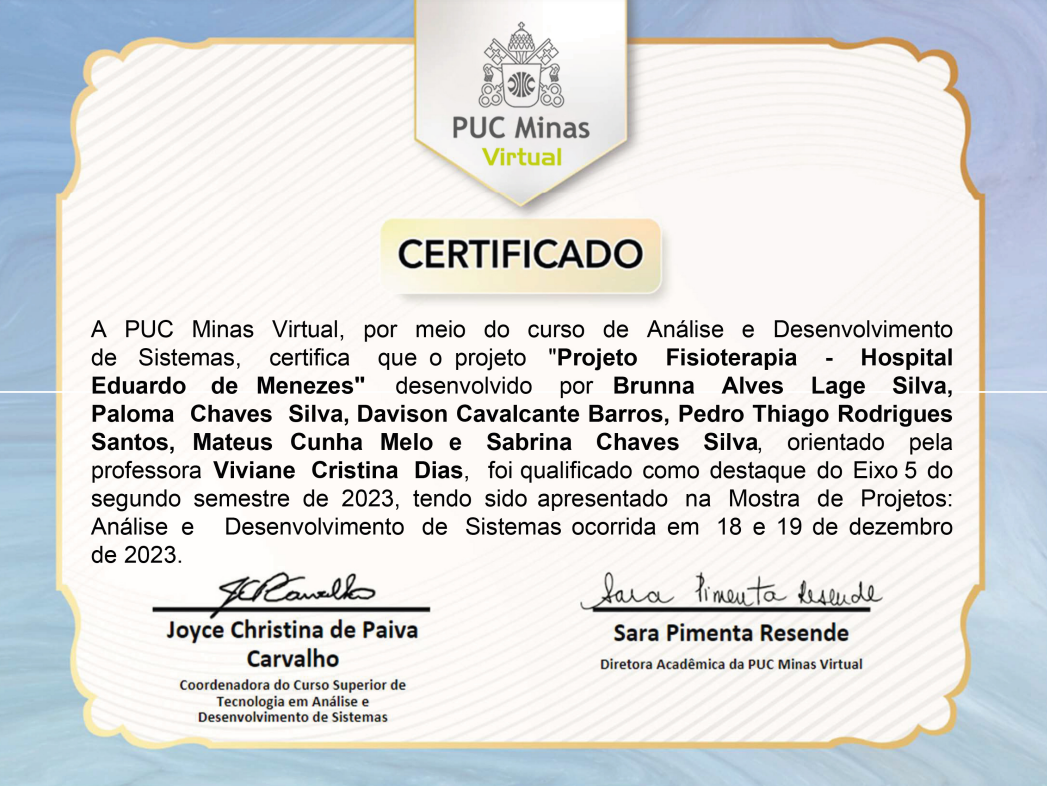 PUC Minas
Virtual
CERTIFICADO
A PUC Minas Virtual, por meio do curso de Análise e Desenvolvimento
de Sistemas, certifica que o projeto "Projeto Fisioterapia - Hospital
Eduardo de Menezes" desenvolvido por Brunna Alves Lage Silva,
Paloma Chaves Silva, Davison Cavalcante Barros, Pedro Thiago Rodrigues
Santos, Mateus Cunha Melo e Sabrina Chaves Silva, orientado pela
professora Viviane Cristina Dias, foi qualificado como destaque do Eixo 5 do
segundo semestre de 2023, tendo sido apresentado na Mostra de Projetos:
Análise e Desenvolvimento de Sistemas ocorrida em 18 e 19 de dezembro
de 2023.
JCPCarvalho
Sara Pimenta Resende
Joyce Christina de Paiva
Carvalho
Coordenadora do Curso Superior de
Tecnologia em Análise e
Desenvolvimento de Sistemas
Sara Pimenta Resende
Diretora Acadêmica da PUC Minas Virtual